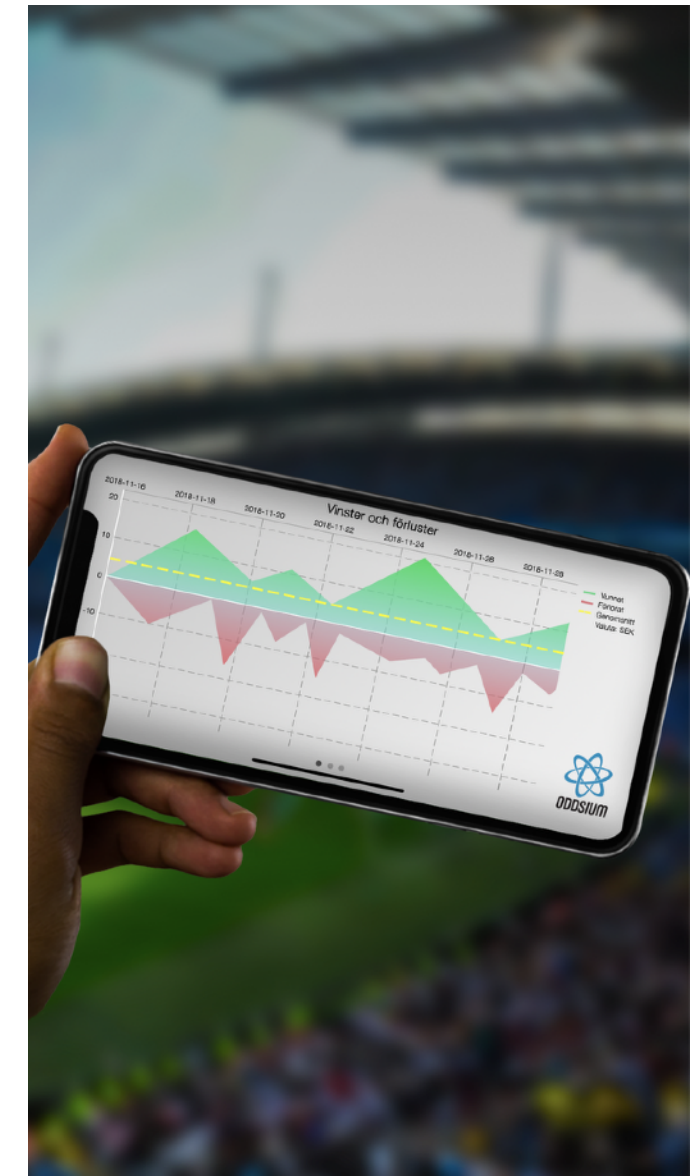 Vinster och förluster
2018-11-16
2018-11-18
2018-11-20
2018-11-22
2018-11-24
2018-11-26
2018-11-28
20
10
0
-10
Vunnet
Förlorat
Genomsnitt
Valuta: SEK
ODDSIUM